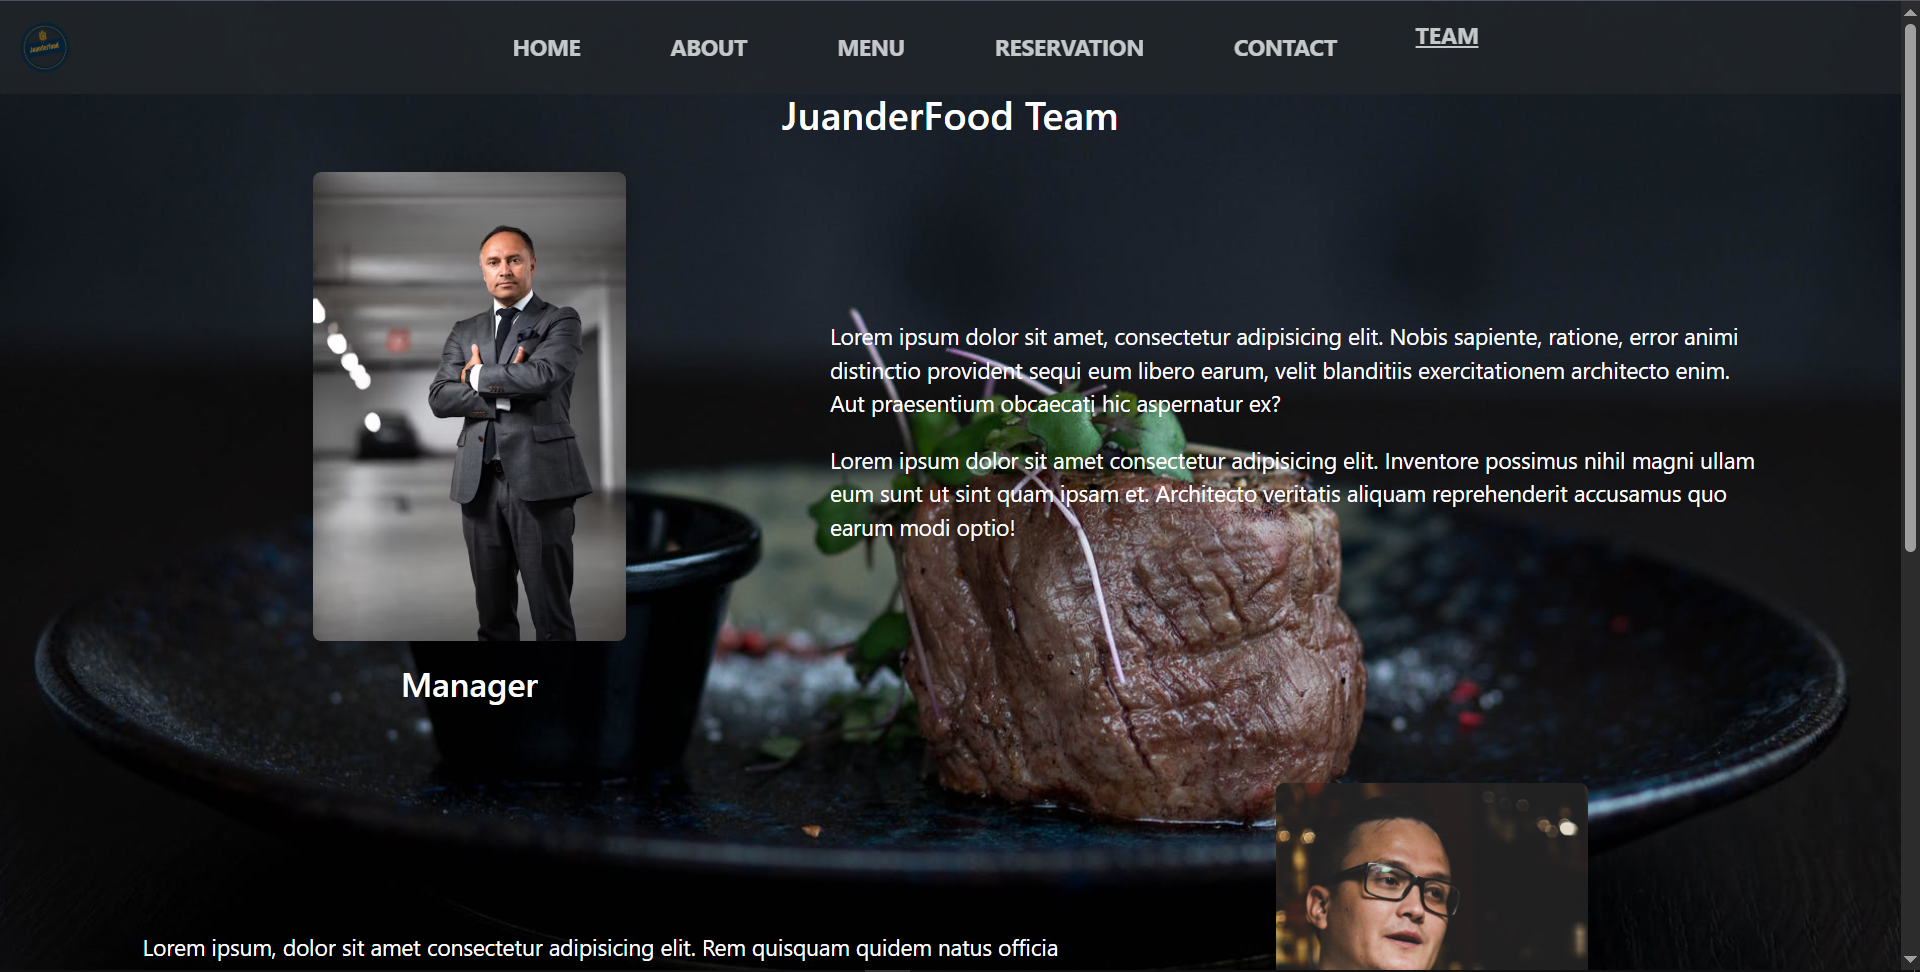 Juanderfood
HOME
ABOUT
MENU
RESERVATION
CONTACT
TEAM
JuanderFood Team
Lorem ipsum dolor sit amet, consectetur adipisicing elit. Nobis sapiente, ratione, error animi
distinctio provident sequi eum libero earum, velit blanditiis exercitationem architecto enim.
Aut praesentium obcaecati hic aspernatur ex?
Lorem ipsum dolor sit amet consectetur adipisicing elit. Inventore possimus nihil magni ullam
eum sunt ut sint quam ipsam et. Architecto veritatis aliquam reprehenderit accusamus quo
earum modi optio!
Manager
Lorem ipsum, dolor sit amet consectetur adipisicing elit. Rem quisquam quidem natus officia